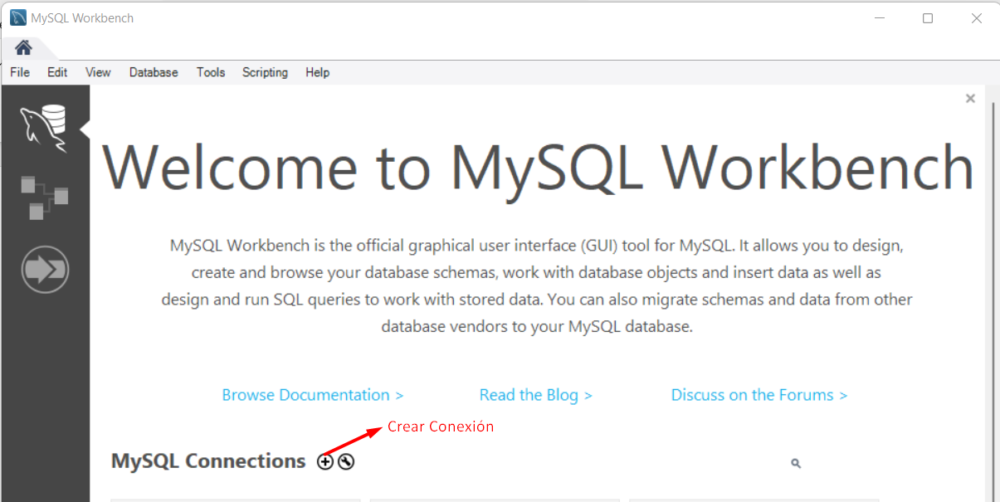 MySQL Workbench
File Edit View Database Tools Scripting Help
Welcome to MySQL Workbench
MySQL Workbench is the official graphical user interface (GUI) tool for MySQL. It allows you to design,
create and browse your database schemas, work with database objects and insert data as well as
design and run SQL queries to work with stored data. You can also migrate schemas and data from other
database vendors to your MySQL database.
Browse Documentation > Read the Blog > Discuss on the Forums >
Crear Conexión
MySQL Connections